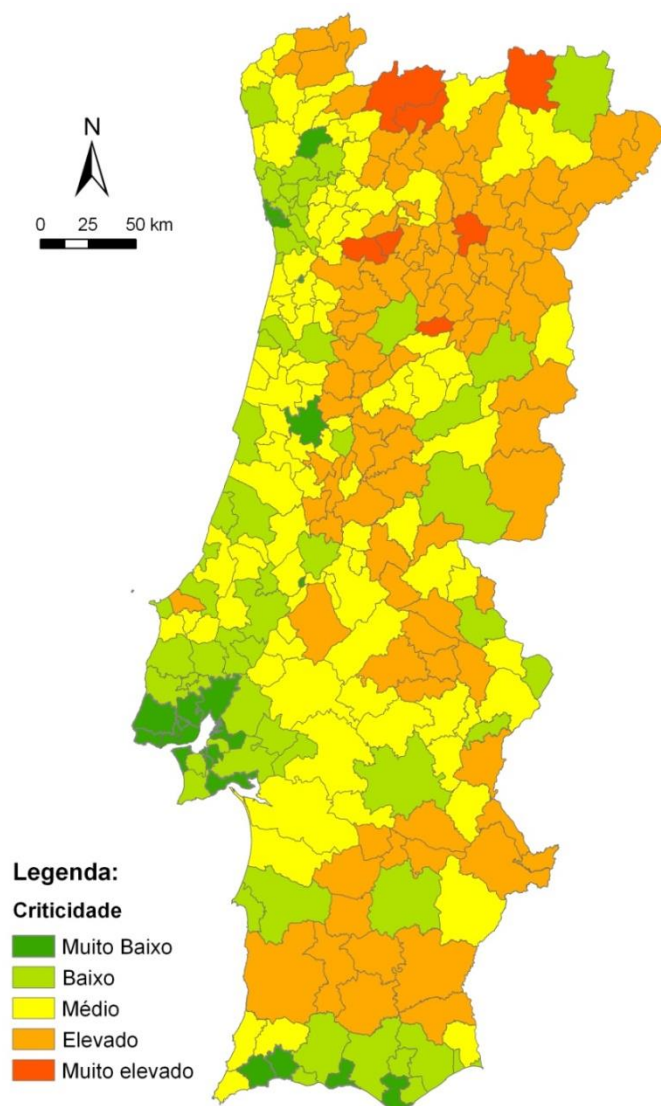 N
0 25 50 km
Legenda:
Criticidade
Muito Baixo
Baixo
Médio
Elevado
Muito elevado